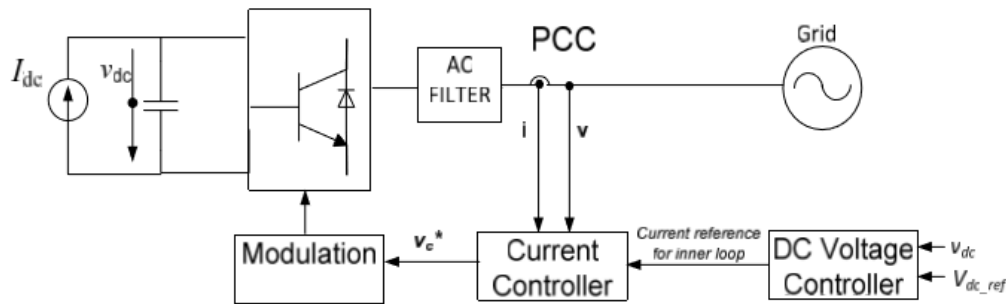 PCC
Grid
I_dc
v_dc
AC
FILTER
i
v
Modulation
v_c*
Current
Controller
Current reference
for inner loop
DC Voltage
Controller
v_dc
V_dc_ref